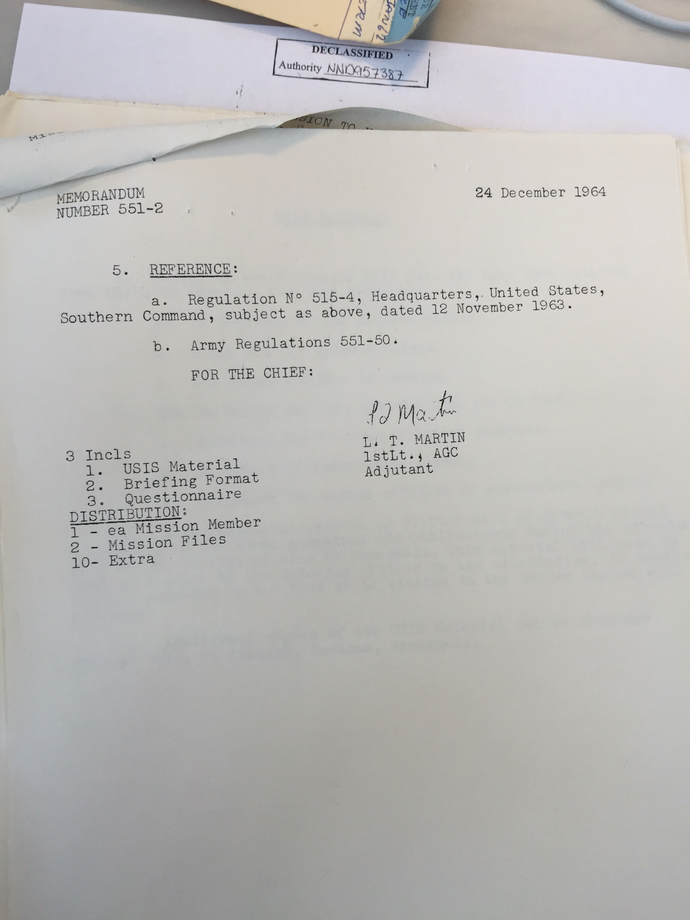 DECLASSIFIED
Authority NND957387
MEMORANDUM
NUMBER 551-2
24 December 1964
5. REFERENCE:
a. Regulation Nº 515-4, Headquarters, United States,
Southern Command, subject as above, dated 12 November 1963.
b. Army Regulations 551-50.
FOR THE CHIEF:
L T Martin
L. T. MARTIN
1stLt., AGC
Adjutant
3 Incls
1. USIS Material
2. Briefing Format
3. Questionnaire
DISTRIBUTION:
1 - ea Mission Member
2 - Mission Files
10- Extra